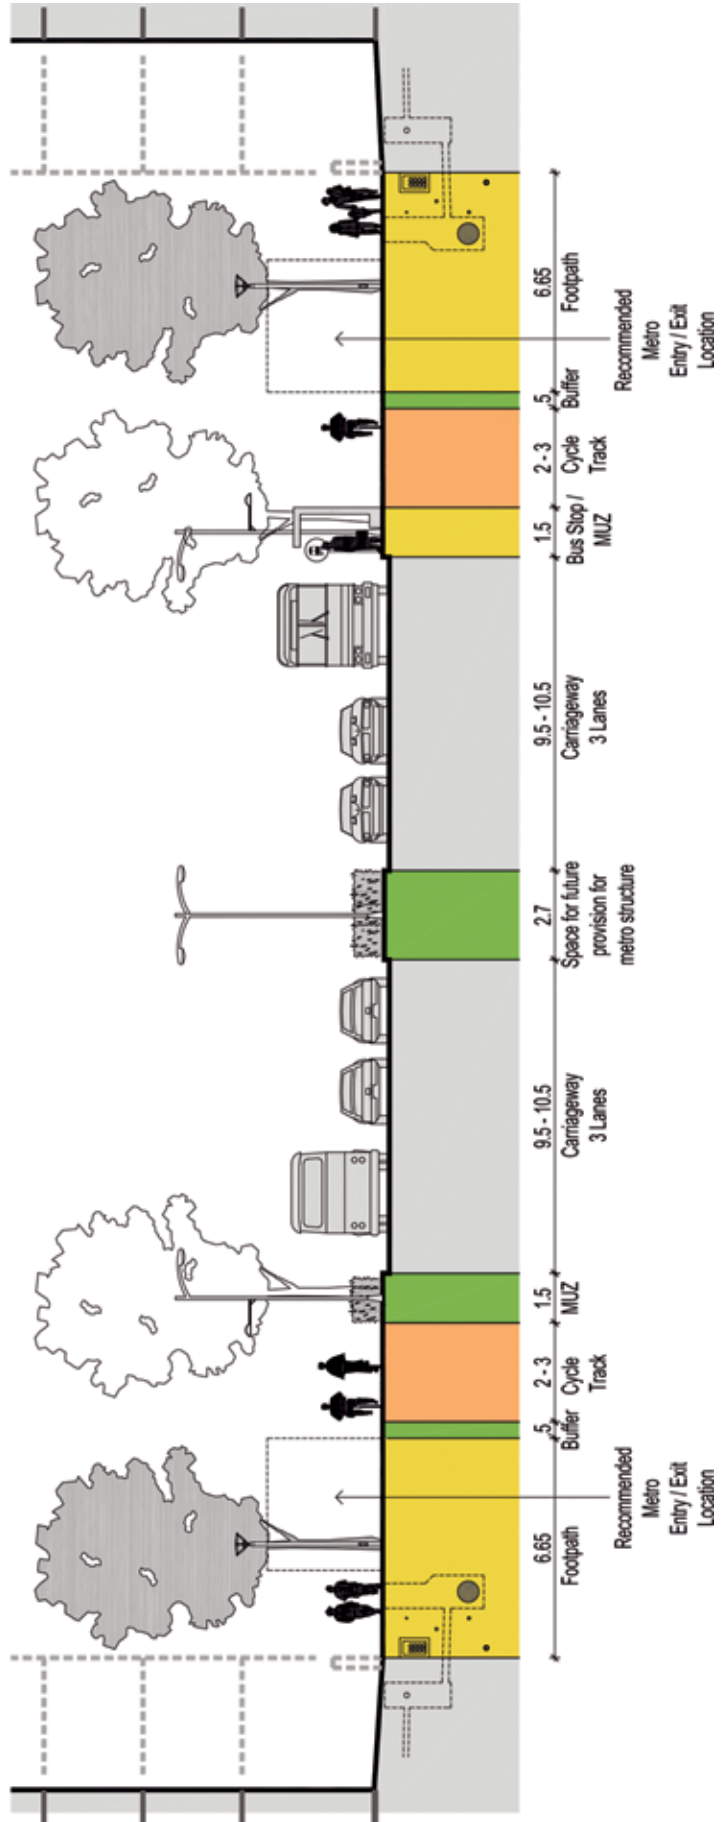 6.65
Footpath
.5
Buffer
2 - 3
Cycle
Track
1.5
MUZ
9.5 - 10.5
Carriageway
3 Lanes
2.7
Space for future
provision for
metro structure
9.5 - 10.5
Carriageway
3 Lanes
1.5
Bus Stop /
MUZ
2 - 3
Cycle
Track
.5
Buffer
6.65
Footpath
Recommended
Metro
Entry / Exit
Location
Recommended
Metro
Entry / Exit
Location